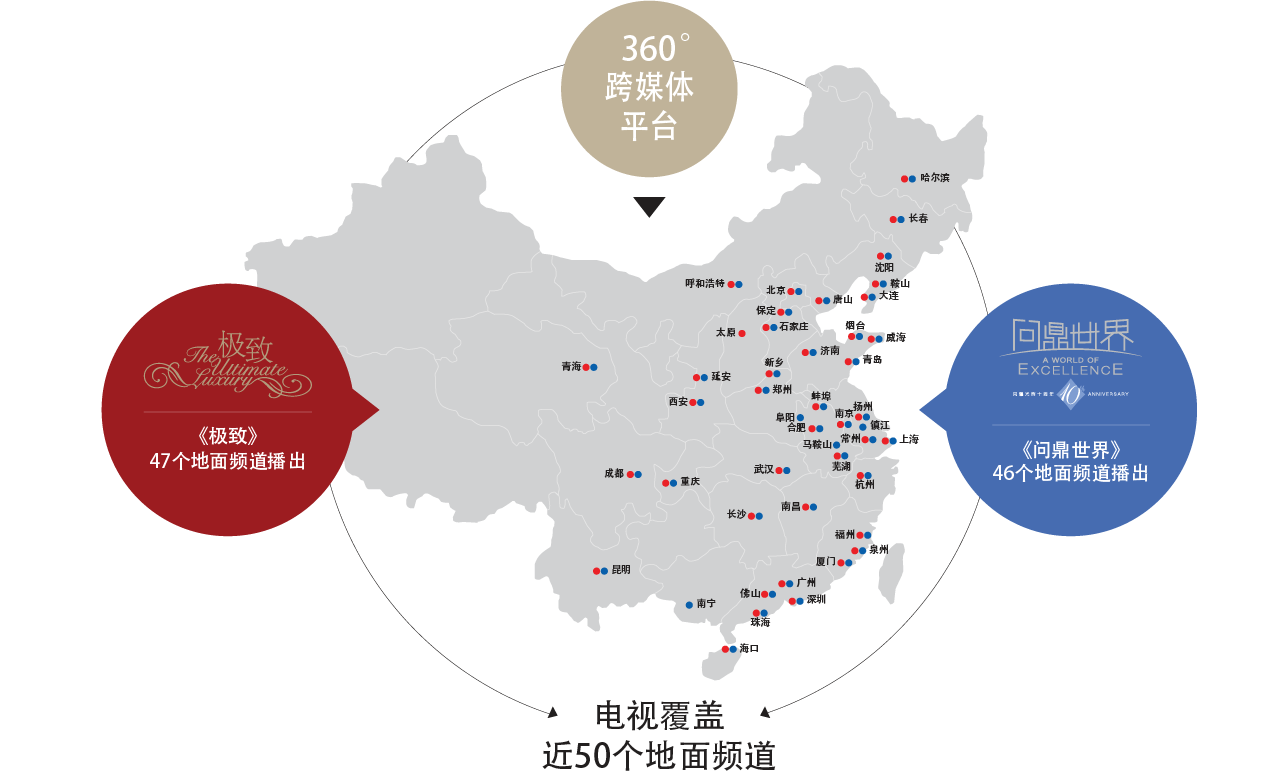 360°
跨媒体
平台
哈尔滨
长春
沈阳
鞍山
大连
呼和浩特
北京
唐山
保定
石家庄
太原
烟台
威海
济南
青岛
青海
延安
新乡
郑州
西安
蚌埠
扬州
阜阳
南京
镇江
合肥
常州
上海
马鞍山
芜湖
成都
重庆
武汉
杭州
长沙
南昌
福州
泉州
厦门
昆明
广州
佛山
深圳
南宁
珠海
海口
极致
The
Ultimate
Luxury
《极致》
47个地面频道播出
问鼎世界
A WORLD OF
EXCELLENCE
10th ANNIVERSARY
《问鼎世界》
46个地面频道播出
电视覆盖
近50个地面频道